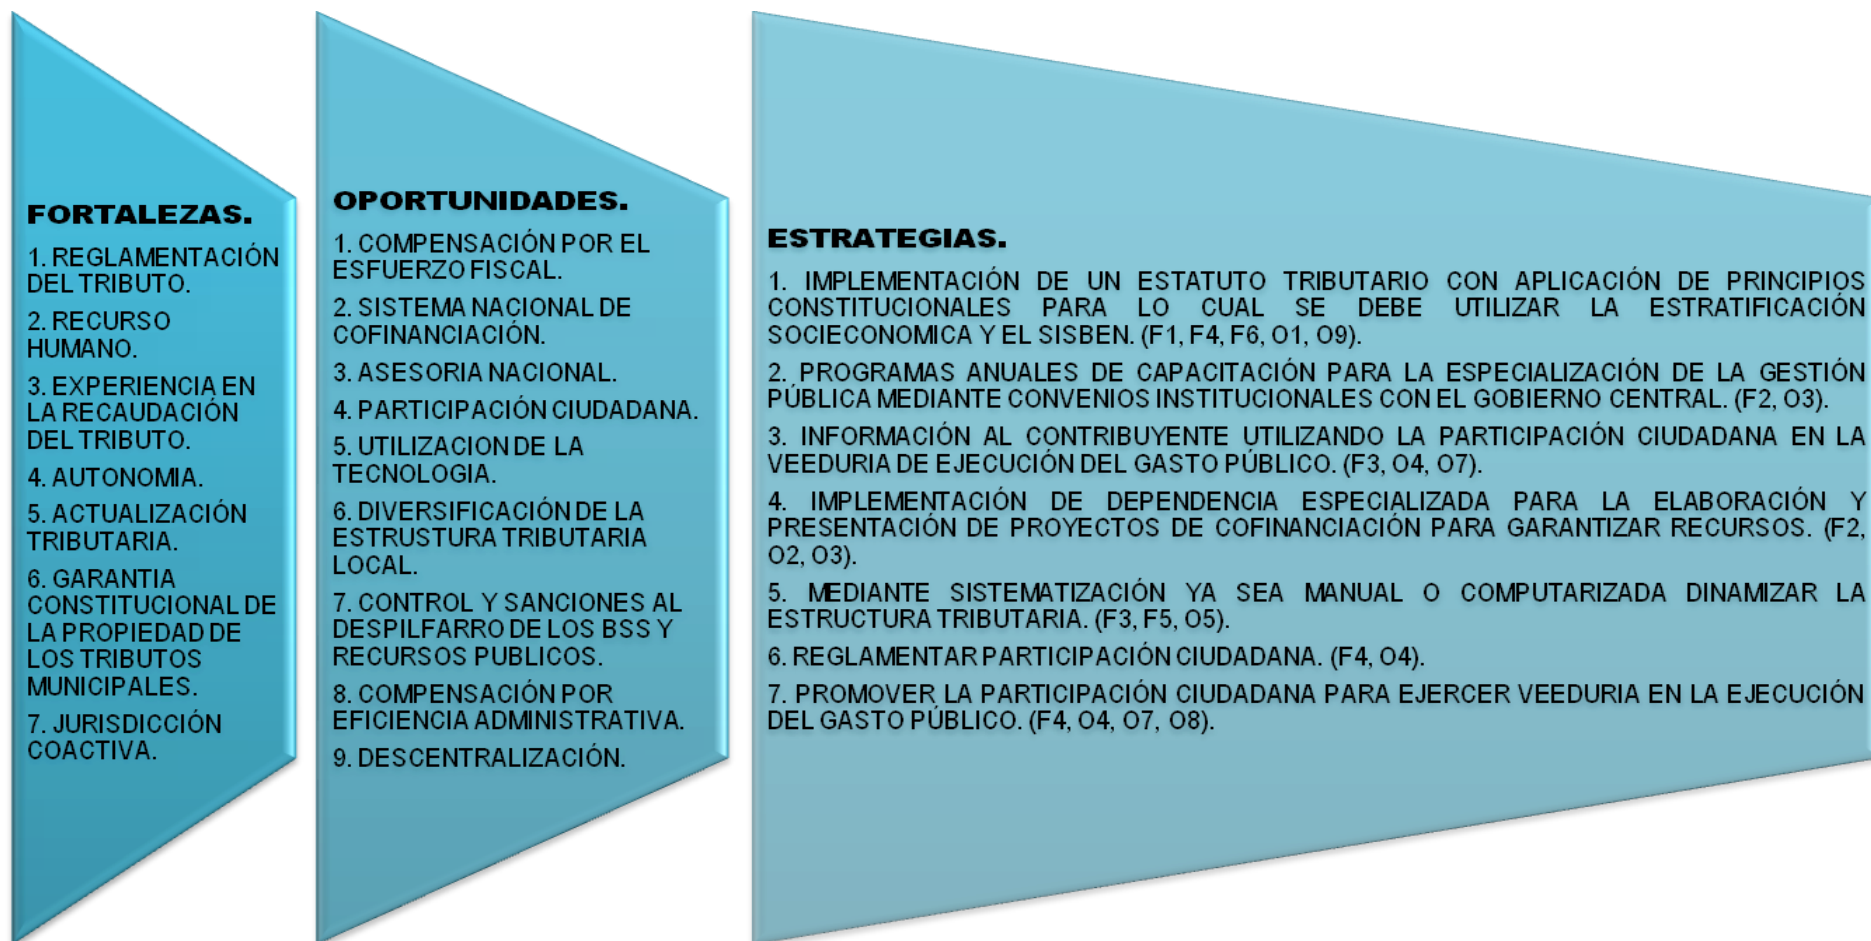 FORTALEZAS.
1. REGLAMENTACIÓN
DEL TRIBUTO.
2. RECURSO
HUMANO.
3. EXPERIENCIA EN
LA RECAUDACIÓN
DEL TRIBUTO.
4. AUTONOMIA.
5. ACTUALIZACIÓN
TRIBUTARIA.
6. GARANTIA
CONSTITUCIONAL DE
LA PROPIEDAD DE
LOS TRIBUTOS
MUNICIPALES.
7. JURISDICCIÓN
COACTIVA.
OPORTUNIDADES.
1. COMPENSACIÓN POR EL
ESFUERZO FISCAL.
2. SISTEMA NACIONAL DE
COFINANCIACIÓN.
3. ASESORIA NACIONAL.
4. PARTICIPACIÓN CIUDADANA.
5. UTILIZACION DE LA
TECNOLOGIA.
6. DIVERSIFICACIÓN DE LA
ESTRUSTURA TRIBUTARIA
LOCAL.
7. CONTROL Y SANCIONES AL
DESPILFARRO DE LOS BSS Y
RECURSOS PUBLICOS.
8. COMPENSACIÓN POR
EFICIENCIA ADMINISTRATIVA.
9. DESCENTRALIZACIÓN.
ESTRATEGIAS.
1. IMPLEMENTACIÓN DE UN ESTATUTO TRIBUTARIO CON APLICACIÓN DE PRINCIPIOS
CONSTITUCIONALES PARA LO CUAL SE DEBE UTILIZAR LA ESTRATIFICACIÓN
SOCIECONOMICA Y EL SISBEN. (F1, F4, F6, O1, O9).
2. PROGRAMAS ANUALES DE CAPACITACIÓN PARA LA ESPECIALIZACIÓN DE LA GESTIÓN
PÚBLICA MEDIANTE CONVENIOS INSTITUCIONALES CON EL GOBIERNO CENTRAL. (F2, O3).
3. INFORMACIÓN AL CONTRIBUYENTE UTILIZANDO LA PARTICIPACIÓN CIUDADANA EN LA
VEEDURIA DE EJECUCIÓN DEL GASTO PÚBLICO. (F3, O4, O7).
4. IMPLEMENTACIÓN DE DEPENDENCIA ESPECIALIZADA PARA LA ELABORACIÓN Y
PRESENTACIÓN DE PROYECTOS DE COFINANCIACIÓN PARA GARANTIZAR RECURSOS. (F2,
O2, O3).
5. MEDIANTE SISTEMATIZACIÓN YA SEA MANUAL O COMPUTARIZADA DINAMIZAR LA
ESTRUCTURA TRIBUTARIA. (F3, F5, O5).
6. REGLAMENTAR PARTICIPACIÓN CIUDADANA. (F4, O4).
7. PROMOVER LA PARTICIPACIÓN CIUDADANA PARA EJERCER VEEDURIA EN LA EJECUCIÓN
DEL GASTO PÚBLICO. (F4, O4, O7, O8).